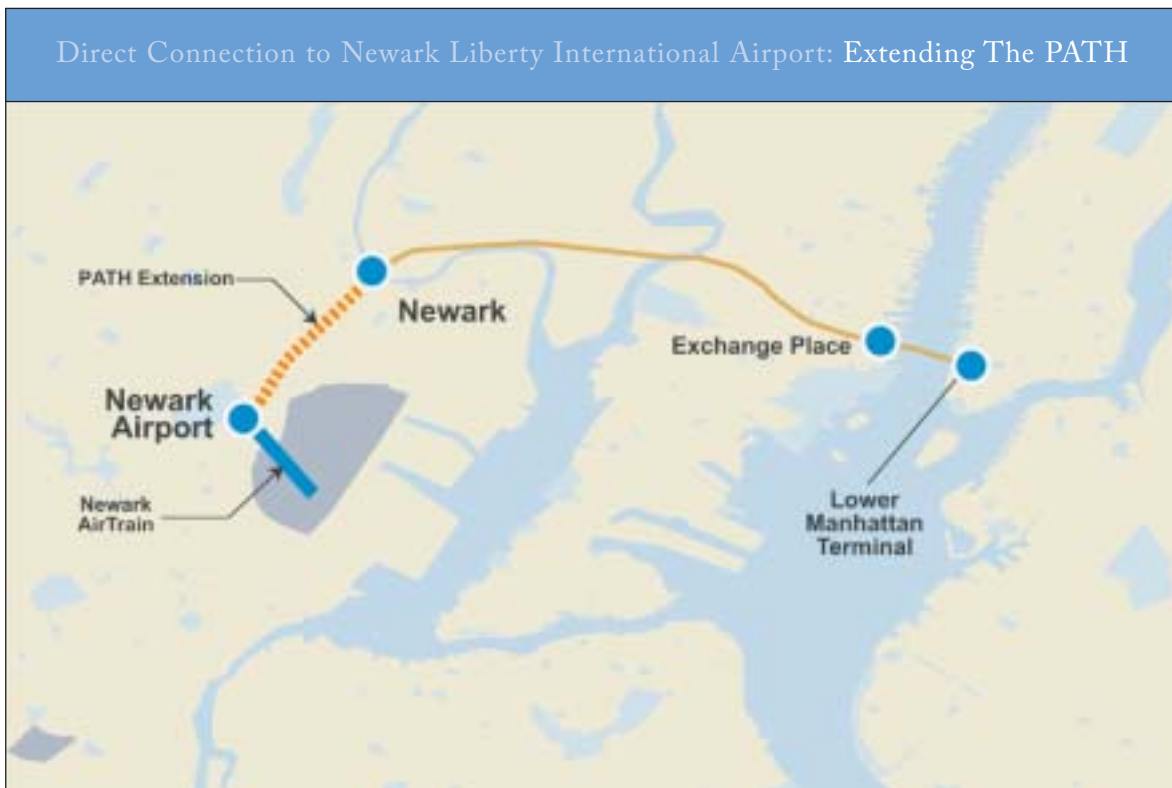 Direct Connection to Newark Liberty International Airport: Extending The PATH
PATH Extension
Newark
Exchange Place
Newark
Airport
Newark
AirTrain
Lower
Manhattan
Terminal